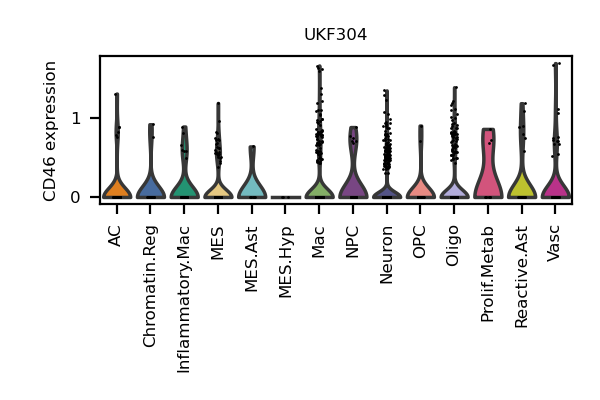 UKF304
CD46 expression
1
0
AC
Chromatin.Reg
Inflammatory.Mac
MES
MES.Ast
MES.Hyp
Mac
NPC
Neuron
OPC
Oligo
Prolif.Metab
Reactive.Ast
Vasc